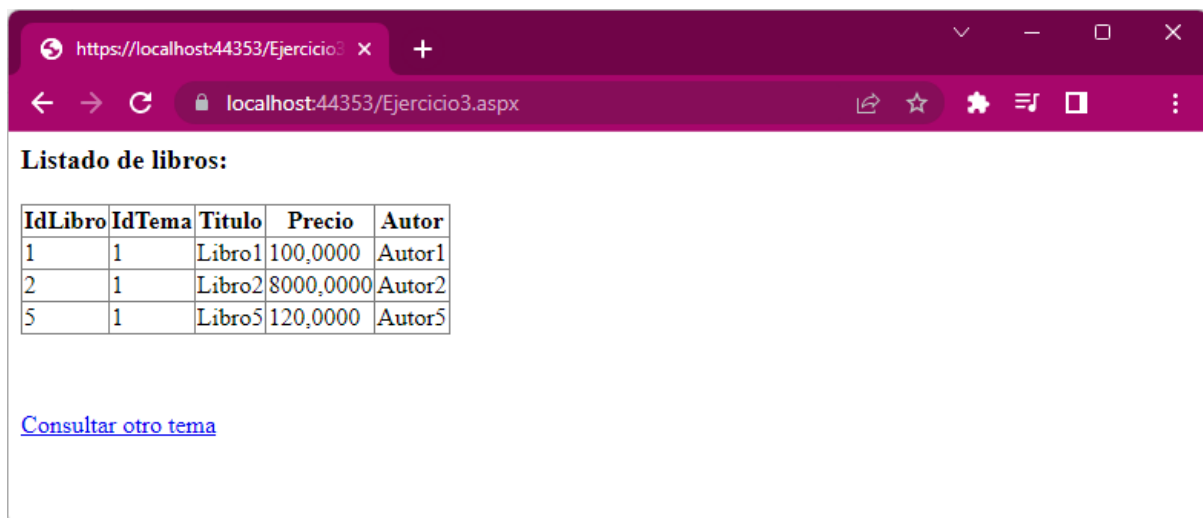 https://localhost:44353/Ejercicio3
localhost:44353/Ejercicio3.aspx
Listado de libros:
IdLibro IdTema Titulo Precio Autor
1 1 Libro1 100,0000 Autor1
2 1 Libro2 8000,0000 Autor2
5 1 Libro5 120,0000 Autor5
Consultar otro tema